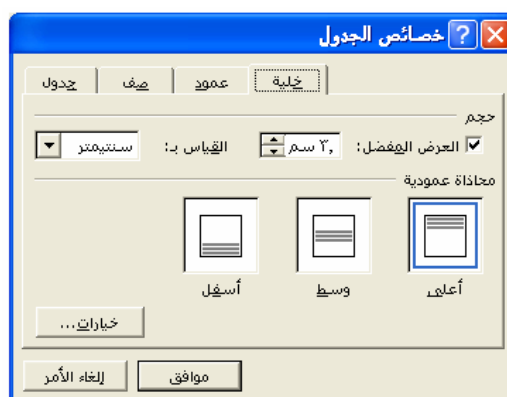 خصائص الجدول
جدول صف عمود خلية
حجم
العرض المفضل: ,٣ سم القياس بـ: سنتيمتر
محاذاة عمودية
أعلى وسط أسفل
خيارات...
موافق إلغاء الأمر